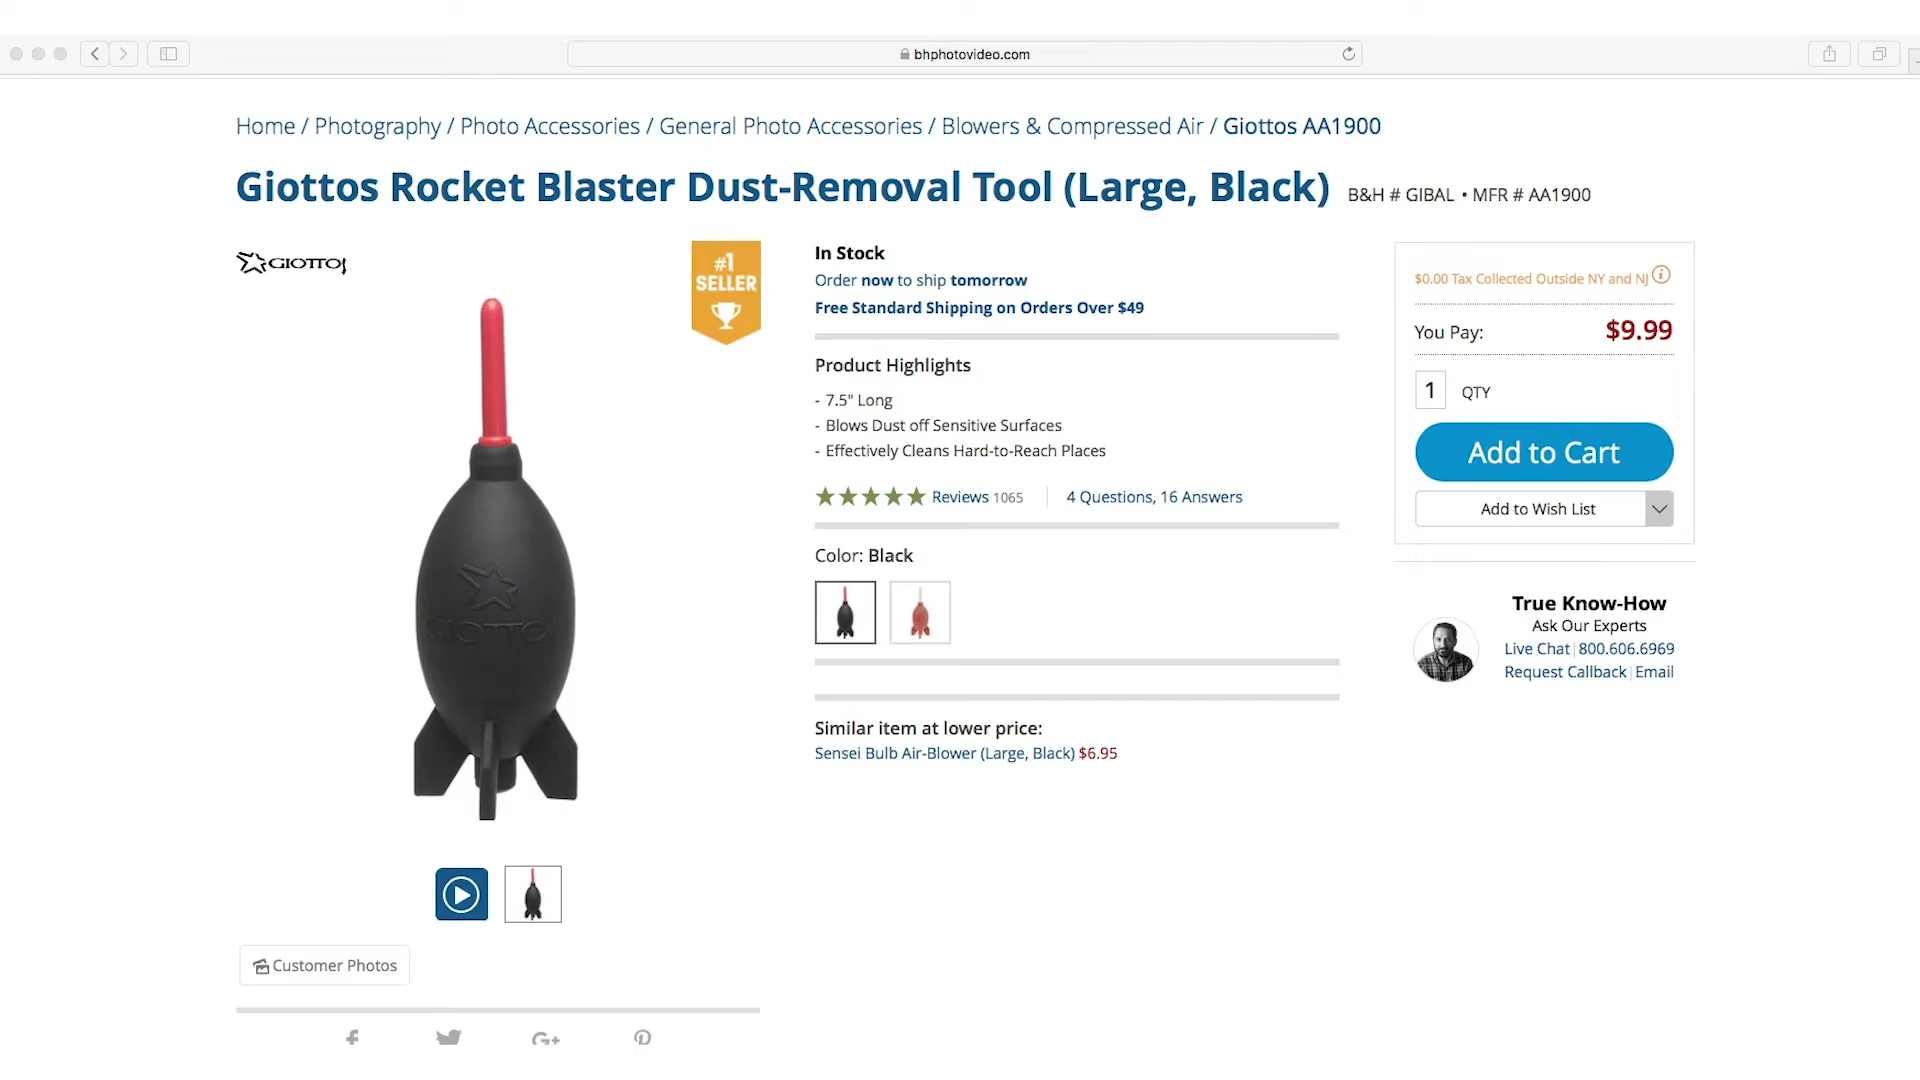 bhphotovideo.com
Home / Photography / Photo Accessories / General Photo Accessories / Blowers & Compressed Air / Giottos AA1900
Giottos Rocket Blaster Dust-Removal Tool (Large, Black) B&H # GIBAL • MFR # AA1900
GIOTTOS
#1
SELLER
In Stock
Order now to ship tomorrow
Free Standard Shipping on Orders Over $49
Product Highlights
- 7.5" Long
- Blows Dust off Sensitive Surfaces
- Effectively Cleans Hard-to-Reach Places
Reviews 1065
4 Questions, 16 Answers
Color: Black
Similar item at lower price:
Sensei Bulb Air-Blower (Large, Black) $6.95
$0.00 Tax Collected Outside NY and NJ
You Pay: $9.99
1 QTY
Add to Cart
Add to Wish List
True Know-How
Ask Our Experts
Live Chat | 800.606.6969
Request Callback | Email
GIOTTO
Customer Photos
f
G+